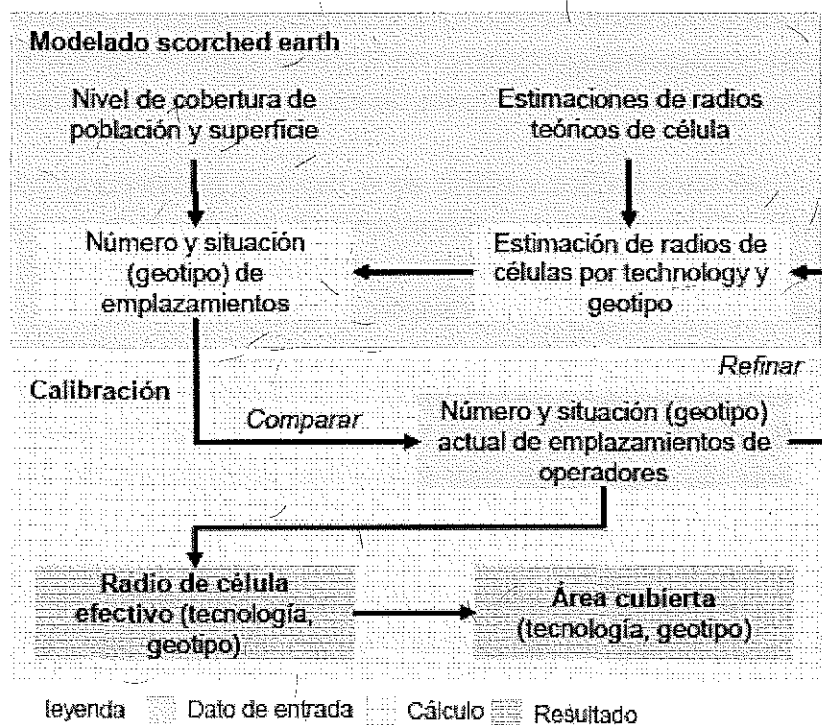 Modelado scorched earth
Nivel de cobertura de
población y superficie
Estimaciones de radios
teóricos de célula
Número y situación
(geotipo) de
emplazamientos
Estimación de radios de
células por technology y
geotipo
Refinar
Calibración
Comparar
Número y situación (geotipo)
actual de emplazamientos de
operadores
Radio de célula
efectivo (tecnología,
geotipo)
Área cubierta
(tecnología, geotipo)
leyenda Dato de entrada Cálculo Resultado